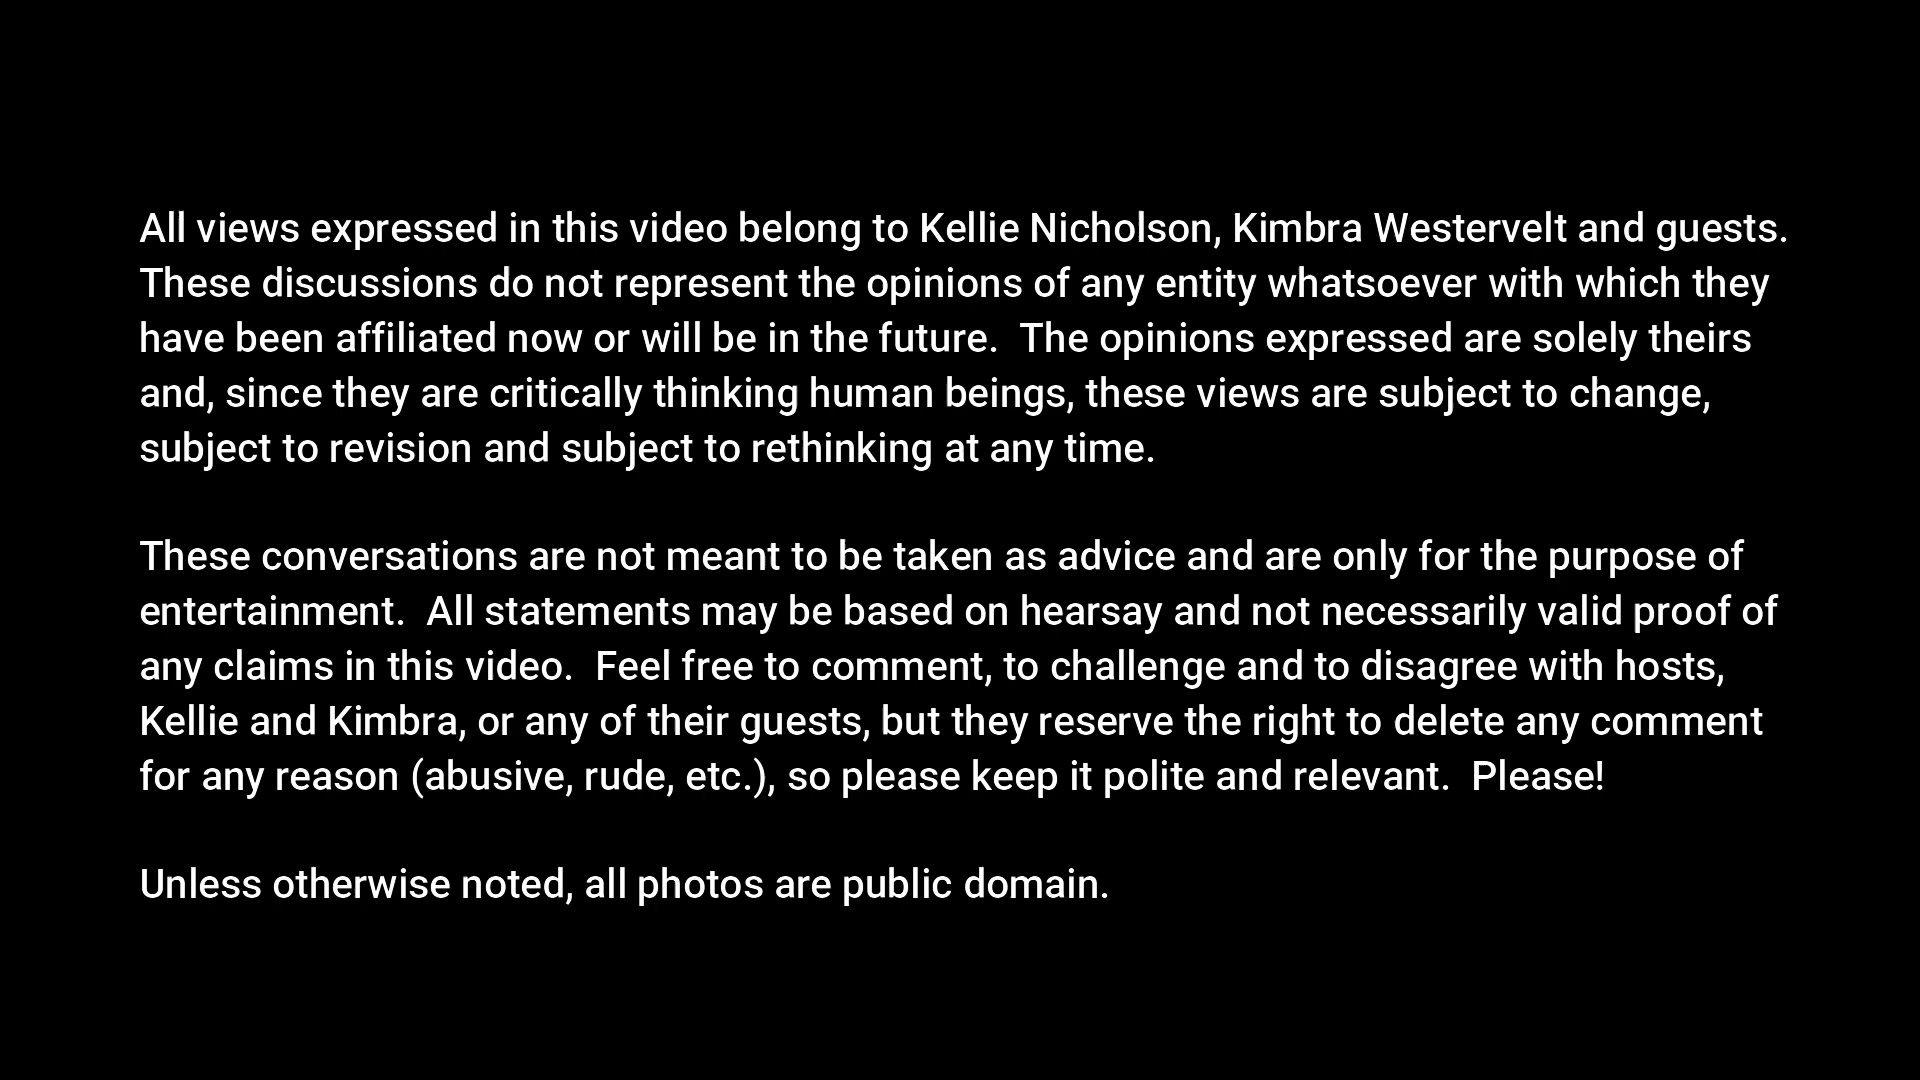 All views expressed in this video belong to Kellie Nicholson, Kimbra Westervelt and guests.
These discussions do not represent the opinions of any entity whatsoever with which they
have been affiliated now or will be in the future.  The opinions expressed are solely theirs
and, since they are critically thinking human beings, these views are subject to change,
subject to revision and subject to rethinking at any time.

These conversations are not meant to be taken as advice and are only for the purpose of
entertainment.  All statements may be based on hearsay and not necessarily valid proof of
any claims in this video.  Feel free to comment, to challenge and to disagree with hosts,
Kellie and Kimbra, or any of their guests, but they reserve the right to delete any comment
for any reason (abusive, rude, etc.), so please keep it polite and relevant.  Please!

Unless otherwise noted, all photos are public domain.